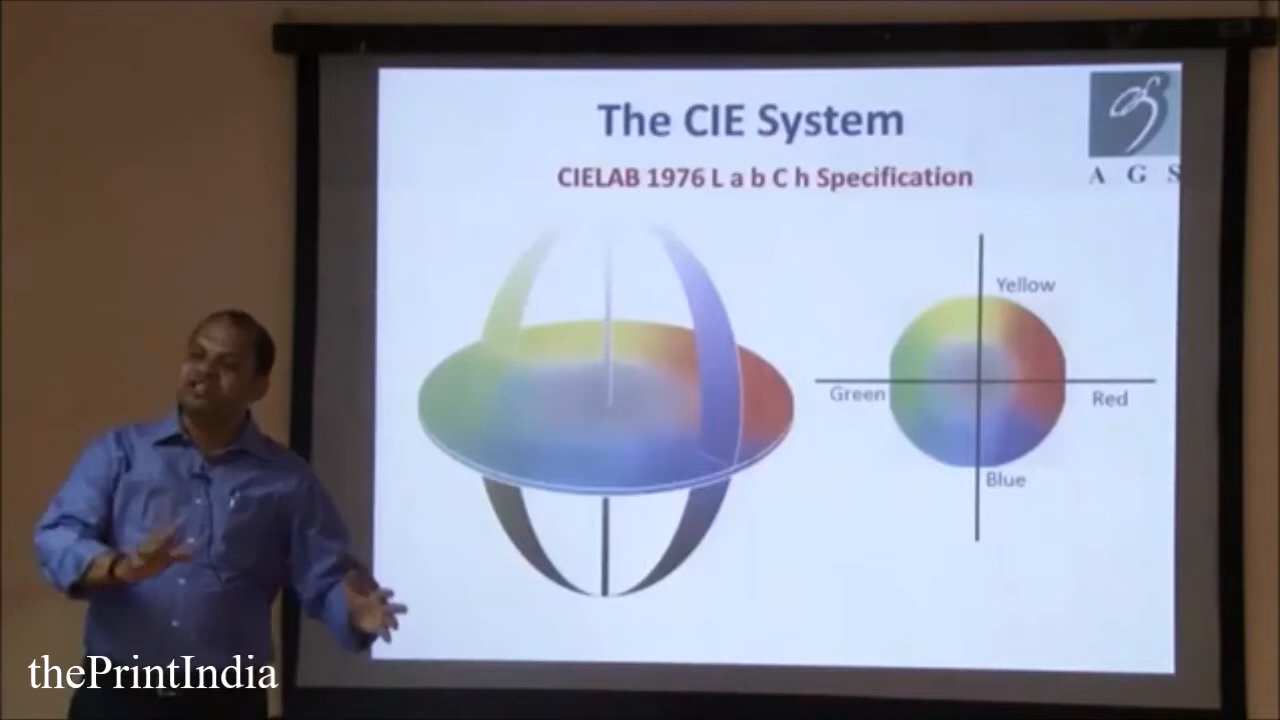 The CIE System
CIELAB 1976 L a b C h Specification
A G S
Yellow
Green
Red
Blue
thePrintIndia